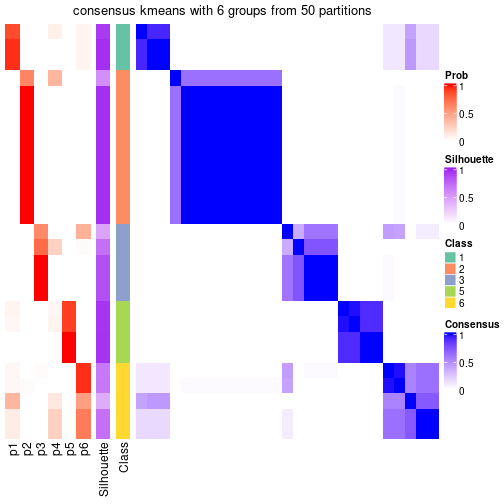 consensus kmeans with 6 groups from 50 partitions
p1
p2
p3
p4
p5
p6
Silhouette
Class
Prob
1
0.5
0
Silhouette
1
0.5
0
Class
1
2
3
5
6
Consensus
1
0.5
0